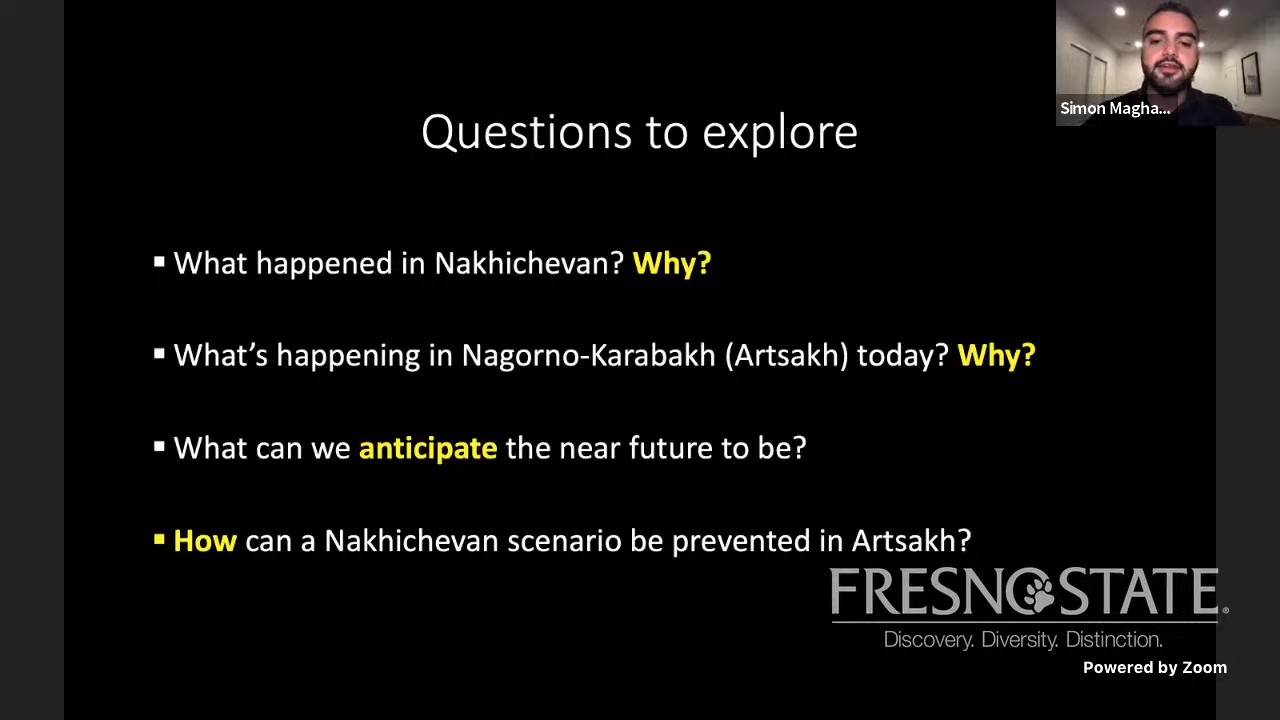 Simon Magha...
Questions to explore
▪ What happened in Nakhichevan? Why?
▪ What's happening in Nagorno-Karabakh (Artsakh) today? Why?
▪ What can we anticipate the near future to be?
▪ How can a Nakhichevan scenario be prevented in Artsakh?
FRESNO STATE®
Discovery. Diversity. Distinction.
Powered by Zoom